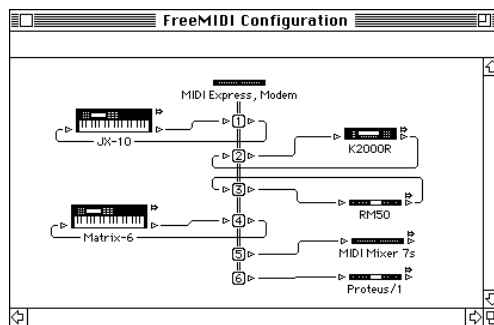 FreeMIDI Configuration
MIDI Express, Modem
1
JX-10
2
K2000R
3
RM50
4
Matrix-6
5
MIDI Mixer 7s
6
Proteus/1